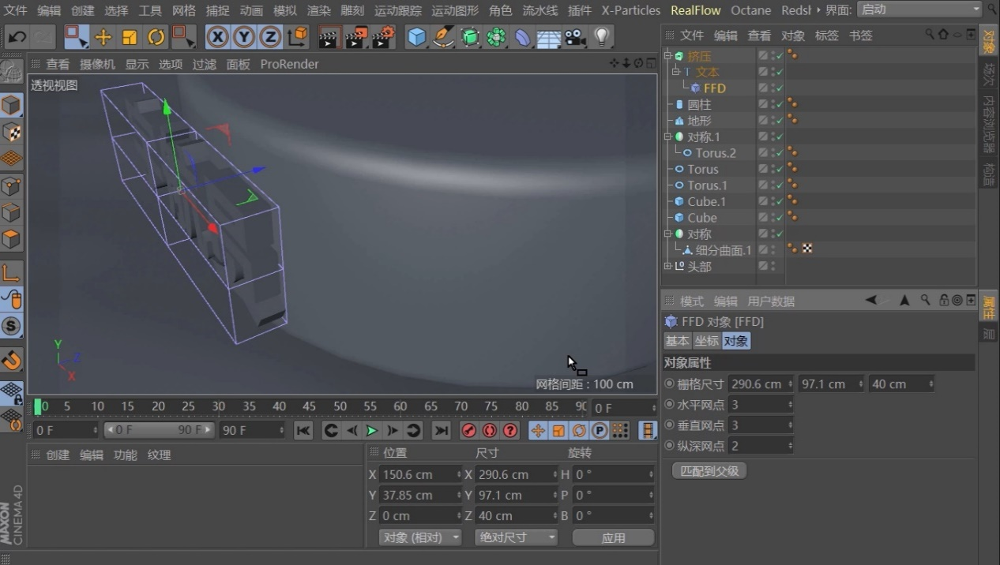 文件 编辑 创建 选择 工具 网格 捕捉 动画 模拟 渲染 雕刻 运动跟踪 运动图形 角色 流水线 插件 X-Particles RealFlow Octane Redsh 界面: 启动
文件 编辑 查看 对象 标签 书签
查看 摄像机 显示 选项 过滤 面板 ProRender
透视视图
挤压
文本
FFD
圆柱
地形
对称.1
Torus.2
Torus
Torus.1
Cube.1
Cube
对称
细分曲面.1
头部
对象
场次
内容浏览器
构造
Y
Z
X
网格间距 : 100 cm
模式 编辑 用户数据
FFD 对象 [FFD]
基本 坐标 对象
对象属性
栅格尺寸 290.6 cm 97.1 cm 40 cm
水平网点 3
垂直网点 3
纵深网点 2
匹配到父级
属性
层
0 5 10 15 20 25 30 35 40 45 50 55 60 65 70 75 80 85 90 0 F
0 F 0 F 90 F 90 F
创建 编辑 功能 纹理
位置 尺寸 旋转
X 150.6 cm X 290.6 cm H 0 °
Y 37.85 cm Y 97.1 cm P 0 °
Z 0 cm Z 40 cm B 0 °
对象 (相对) 绝对尺寸 应用
MAXON
CINEMA 4D